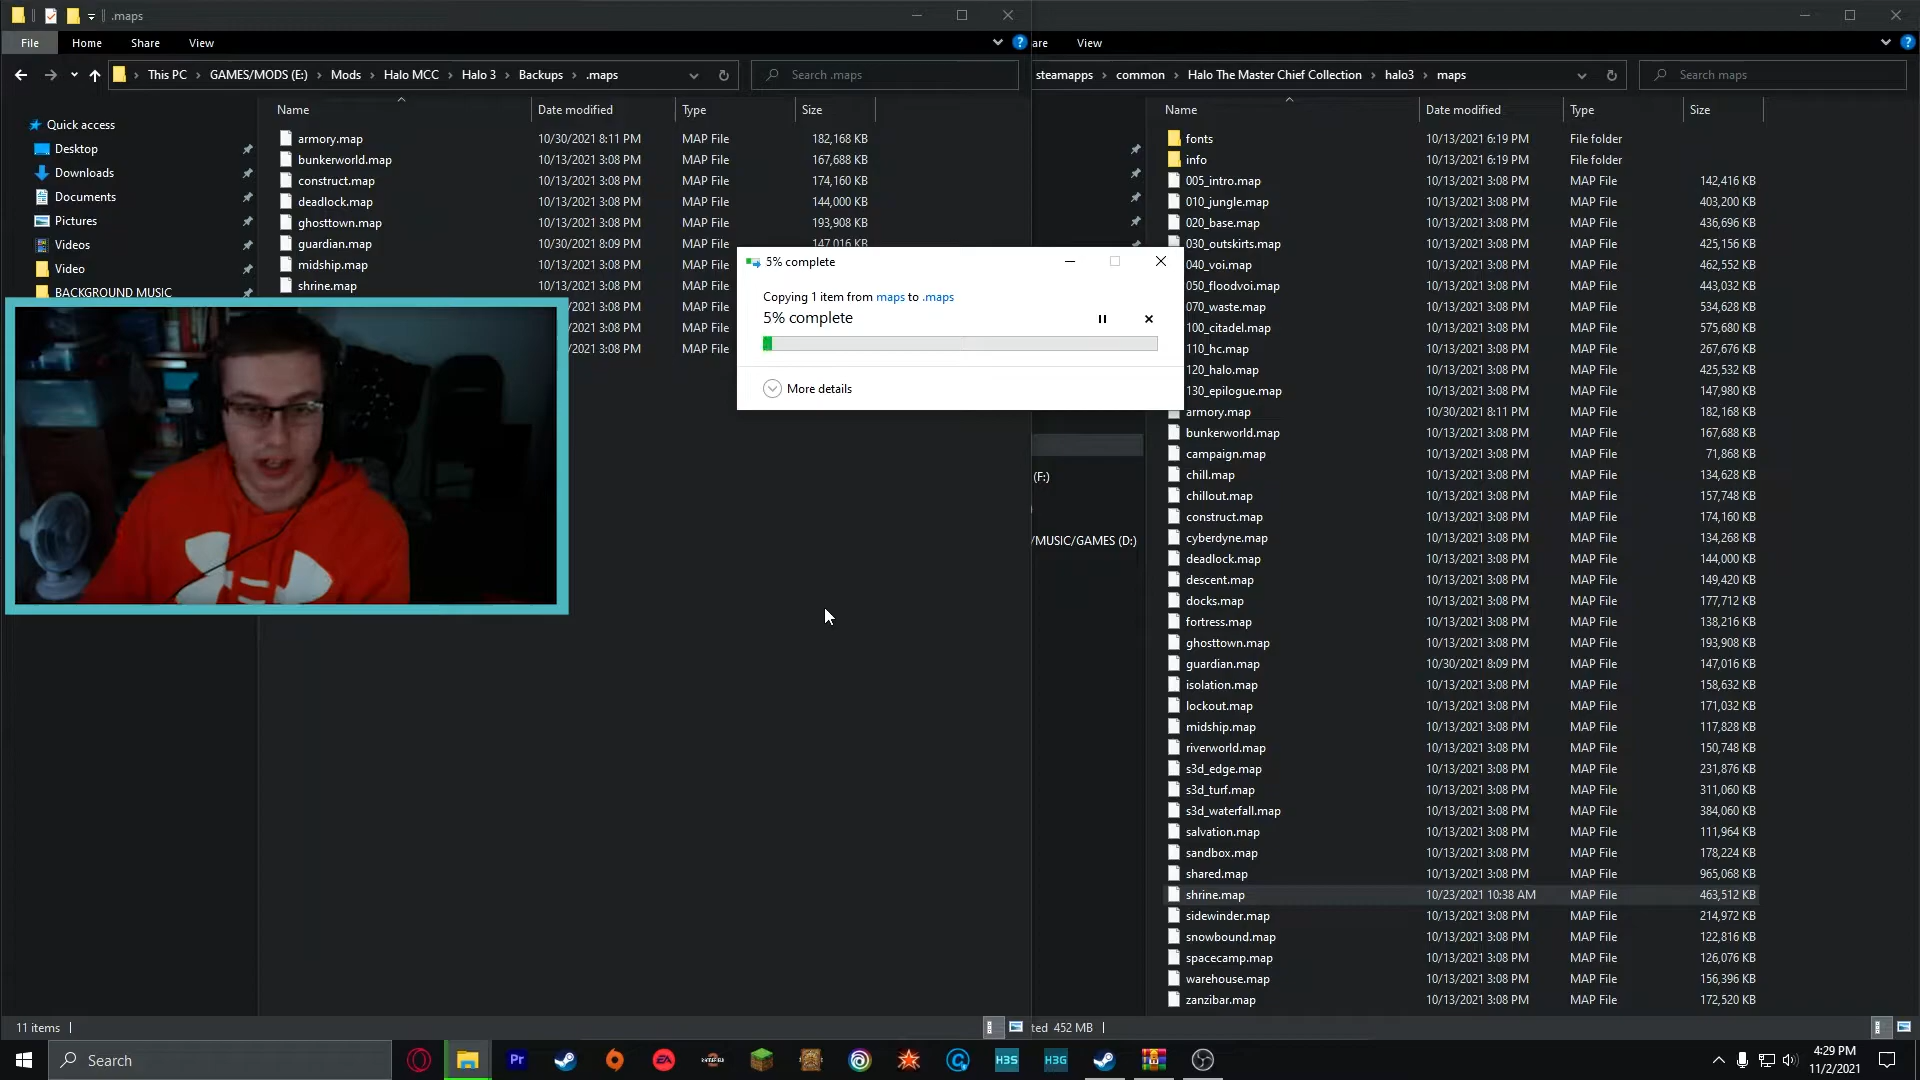 .maps
File Home Share View
This PC > GAMES/MODS (E:) > Mods > Halo MCC > Halo 3 > Backups > .maps
Search .maps
Name Date modified Type Size
Quick access
Desktop
Downloads
Documents
Pictures
Videos
Video
BACKGROUND MUSIC
armory.map 10/30/2021 8:11 PM MAP File 182,168 KB
bunkerworld.map 10/13/2021 3:08 PM MAP File 167,688 KB
construct.map 10/13/2021 3:08 PM MAP File 174,160 KB
deadlock.map 10/13/2021 3:08 PM MAP File 144,000 KB
ghosttown.map 10/13/2021 3:08 PM MAP File 193,908 KB
guardian.map 10/30/2021 8:09 PM MAP File 147,016 KB
midship.map 10/13/2021 3:08 PM MAP File
shrine.map 10/13/2021 3:08 PM MAP File
/2021 3:08 PM MAP File
/2021 3:08 PM MAP File
/2021 3:08 PM MAP File
11 items
5% complete
Copying 1 item from maps to .maps
5% complete
More details
are View
steamapps > common > Halo The Master Chief Collection > halo3 > maps
Search maps
Name Date modified Type Size
(F:)
/MUSIC/GAMES (D:)
fonts 10/13/2021 6:19 PM File folder
info 10/13/2021 6:19 PM File folder
005_intro.map 10/13/2021 3:08 PM MAP File 142,416 KB
010_jungle.map 10/13/2021 3:08 PM MAP File 403,200 KB
020_base.map 10/13/2021 3:08 PM MAP File 436,696 KB
030_outskirts.map 10/13/2021 3:08 PM MAP File 425,156 KB
040_voi.map 10/13/2021 3:08 PM MAP File 462,552 KB
050_floodvoi.map 10/13/2021 3:08 PM MAP File 443,032 KB
070_waste.map 10/13/2021 3:08 PM MAP File 534,628 KB
100_citadel.map 10/13/2021 3:08 PM MAP File 575,680 KB
110_hc.map 10/13/2021 3:08 PM MAP File 267,676 KB
120_halo.map 10/13/2021 3:08 PM MAP File 425,532 KB
130_epilogue.map 10/13/2021 3:08 PM MAP File 147,980 KB
armory.map 10/30/2021 8:11 PM MAP File 182,168 KB
bunkerworld.map 10/13/2021 3:08 PM MAP File 167,688 KB
campaign.map 10/13/2021 3:08 PM MAP File 71,868 KB
chill.map 10/13/2021 3:08 PM MAP File 134,628 KB
chillout.map 10/13/2021 3:08 PM MAP File 157,748 KB
construct.map 10/13/2021 3:08 PM MAP File 174,160 KB
cyberdyne.map 10/13/2021 3:08 PM MAP File 134,268 KB
deadlock.map 10/13/2021 3:08 PM MAP File 144,000 KB
descent.map 10/13/2021 3:08 PM MAP File 149,420 KB
docks.map 10/13/2021 3:08 PM MAP File 177,712 KB
fortress.map 10/13/2021 3:08 PM MAP File 138,216 KB
ghosttown.map 10/13/2021 3:08 PM MAP File 193,908 KB
guardian.map 10/30/2021 8:09 PM MAP File 147,016 KB
isolation.map 10/13/2021 3:08 PM MAP File 158,632 KB
lockout.map 10/13/2021 3:08 PM MAP File 171,032 KB
midship.map 10/13/2021 3:08 PM MAP File 117,828 KB
riverworld.map 10/13/2021 3:08 PM MAP File 150,748 KB
s3d_edge.map 10/13/2021 3:08 PM MAP File 231,876 KB
s3d_turf.map 10/13/2021 3:08 PM MAP File 311,060 KB
s3d_waterfall.map 10/13/2021 3:08 PM MAP File 384,060 KB
salvation.map 10/13/2021 3:08 PM MAP File 111,964 KB
sandbox.map 10/13/2021 3:08 PM MAP File 178,224 KB
shared.map 10/13/2021 3:08 PM MAP File 965,068 KB
shrine.map 10/23/2021 10:38 AM MAP File 463,512 KB
sidewinder.map 10/13/2021 3:08 PM MAP File 214,972 KB
snowbound.map 10/13/2021 3:08 PM MAP File 122,816 KB
spacecamp.map 10/13/2021 3:08 PM MAP File 126,076 KB
warehouse.map 10/13/2021 3:08 PM MAP File 156,396 KB
zanzibar.map 10/13/2021 3:08 PM MAP File 172,520 KB
ted 452 MB
Search
Pr
EA
H3S
H3G
4:29 PM
11/2/2021